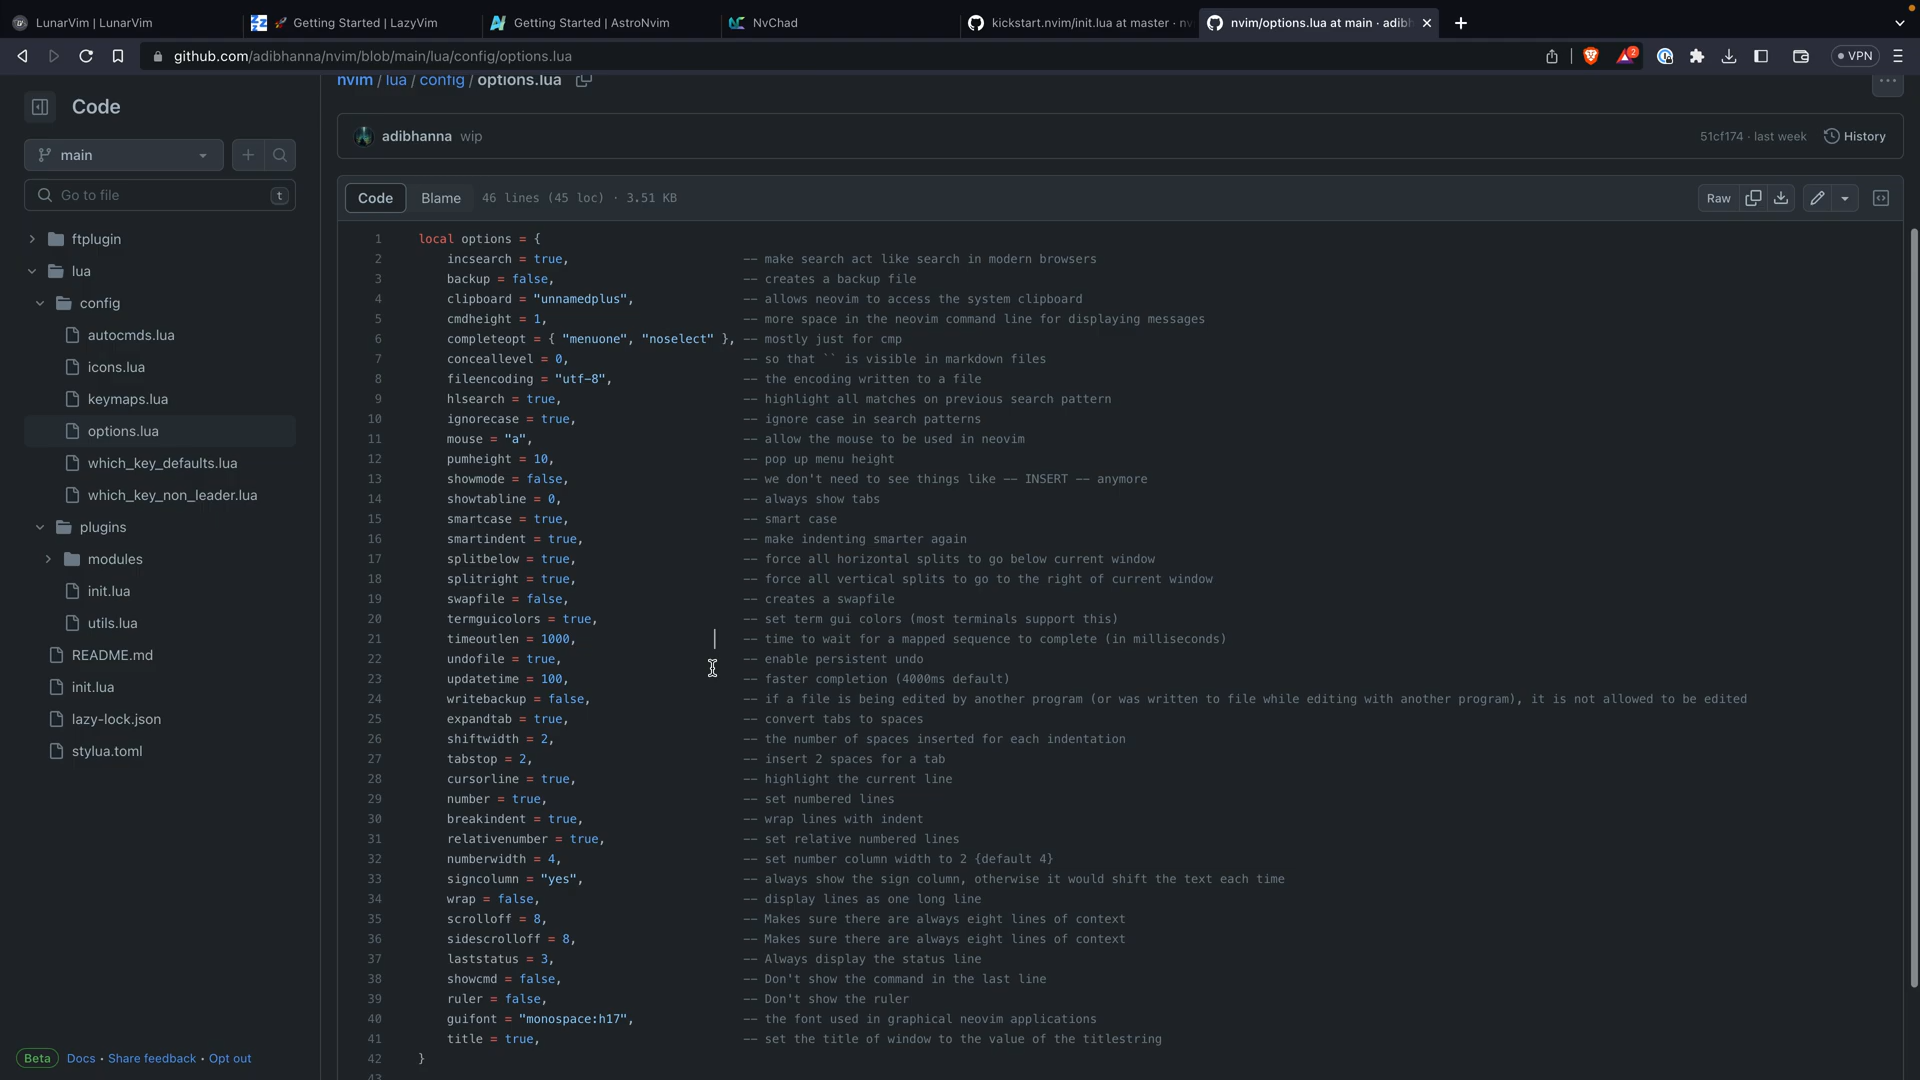 LunarVim | LunarVim
🚀 Getting Started | LazyVim
Getting Started | AstroNvim
NvChad
kickstart.nvim/init.lua at master · nv
nvim/options.lua at main · adibh
github.com/adibhanna/nvim/blob/main/lua/config/options.lua
2
VPN
Code
main
Go to file
t
ftplugin
lua
config
autocmds.lua
icons.lua
keymaps.lua
options.lua
which_key_defaults.lua
which_key_non_leader.lua
plugins
modules
init.lua
utils.lua
README.md
init.lua
lazy-lock.json
stylua.toml
Beta Docs · Share feedback · Opt out
nvim / lua / config / options.lua
adibhanna wip
51cf174 · last week History
Code Blame 46 lines (45 loc) · 3.51 KB
Raw
1 local options = {
2 incsearch = true, -- make search act like search in modern browsers
3 backup = false, -- creates a backup file
4 clipboard = "unnamedplus", -- allows neovim to access the system clipboard
5 cmdheight = 1, -- more space in the neovim command line for displaying messages
6 completeopt = { "menuone", "noselect" }, -- mostly just for cmp
7 conceallevel = 0, -- so that `` is visible in markdown files
8 fileencoding = "utf-8", -- the encoding written to a file
9 hlsearch = true, -- highlight all matches on previous search pattern
10 ignorecase = true, -- ignore case in search patterns
11 mouse = "a", -- allow the mouse to be used in neovim
12 pumheight = 10, -- pop up menu height
13 showmode = false, -- we don't need to see things like -- INSERT -- anymore
14 showtabline = 0, -- always show tabs
15 smartcase = true, -- smart case
16 smartindent = true, -- make indenting smarter again
17 splitbelow = true, -- force all horizontal splits to go below current window
18 splitright = true, -- force all vertical splits to go to the right of current window
19 swapfile = false, -- creates a swapfile
20 termguicolors = true, -- set term gui colors (most terminals support this)
21 timeoutlen = 1000, -- time to wait for a mapped sequence to complete (in milliseconds)
22 undofile = true, -- enable persistent undo
23 updatetime = 100, -- faster completion (4000ms default)
24 writebackup = false, -- if a file is being edited by another program (or was written to file while editing with another program), it is not allowed to be edited
25 expandtab = true, -- convert tabs to spaces
26 shiftwidth = 2, -- the number of spaces inserted for each indentation
27 tabstop = 2, -- insert 2 spaces for a tab
28 cursorline = true, -- highlight the current line
29 number = true, -- set numbered lines
30 breakindent = true, -- wrap lines with indent
31 relativenumber = true, -- set relative numbered lines
32 numberwidth = 4, -- set number column width to 2 {default 4}
33 signcolumn = "yes", -- always show the sign column, otherwise it would shift the text each time
34 wrap = false, -- display lines as one long line
35 scrolloff = 8, -- Makes sure there are always eight lines of context
36 sidescrolloff = 8, -- Makes sure there are always eight lines of context
37 laststatus = 3, -- Always display the status line
38 showcmd = false, -- Don't show the command in the last line
39 ruler = false, -- Don't show the ruler
40 guifont = "monospace:h17", -- the font used in graphical neovim applications
41 title = true, -- set the title of window to the value of the titlestring
42 }
43